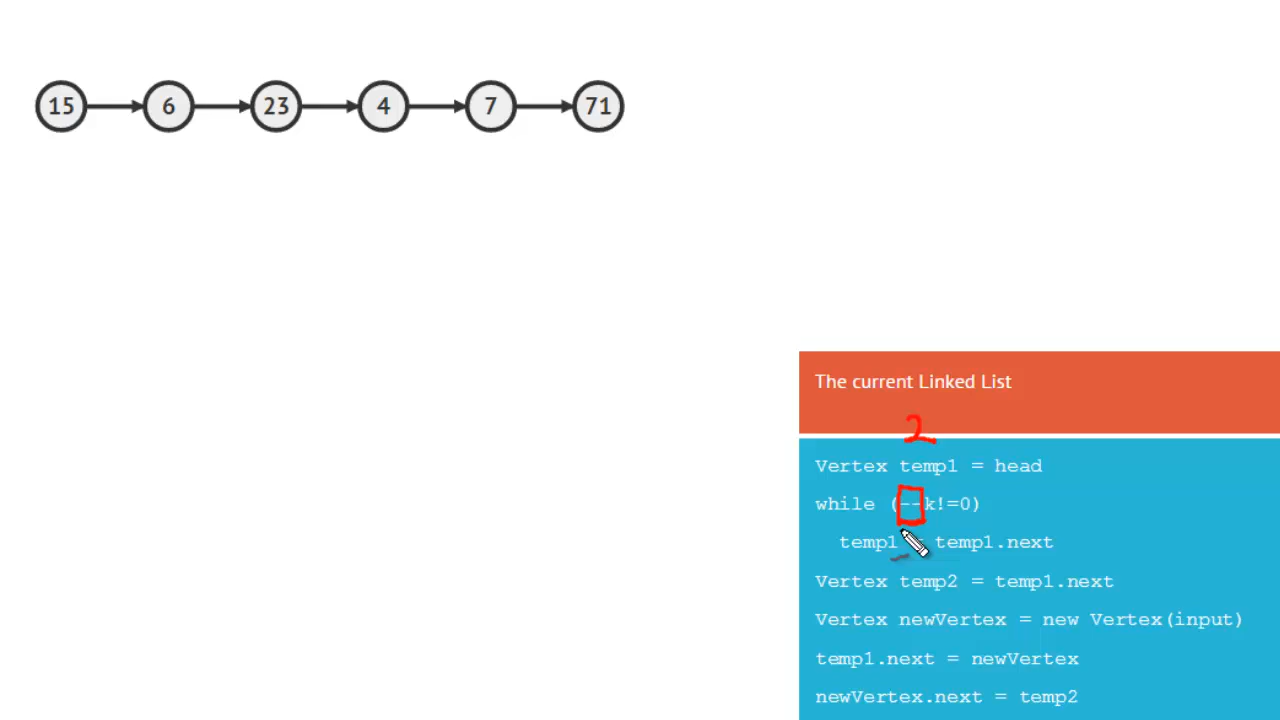 15 6 23 4 7 71
The current Linked List
2
Vertex temp1 = head
while (--k!=0)
temp1 = temp1.next
Vertex temp2 = temp1.next
Vertex newVertex = new Vertex(input)
temp1.next = newVertex
newVertex.next = temp2